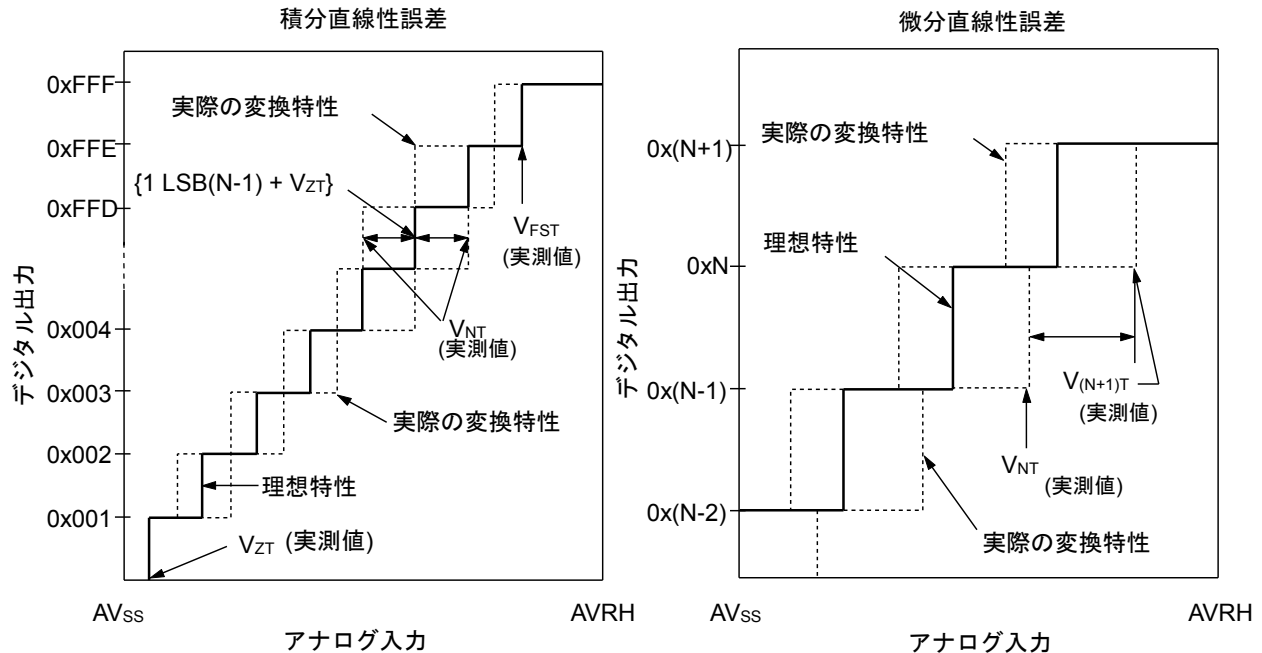 積分直線性誤差
0xFFF
実際の変換特性
0xFFE
{1 LSB(N-1) + VZT}
0xFFD
VFST
(実測値)
デジタル出力
0x004
VNT
(実測値)
0x003
実際の変換特性
0x002
理想特性
0x001
VZT (実測値)
AVSS
AVRH
アナログ入力
微分直線性誤差
実際の変換特性
0x(N+1)
理想特性
0xN
デジタル出力
V(N+1)T
(実測値)
0x(N-1)
VNT
(実測値)
0x(N-2)
実際の変換特性
AVSS
AVRH
アナログ入力